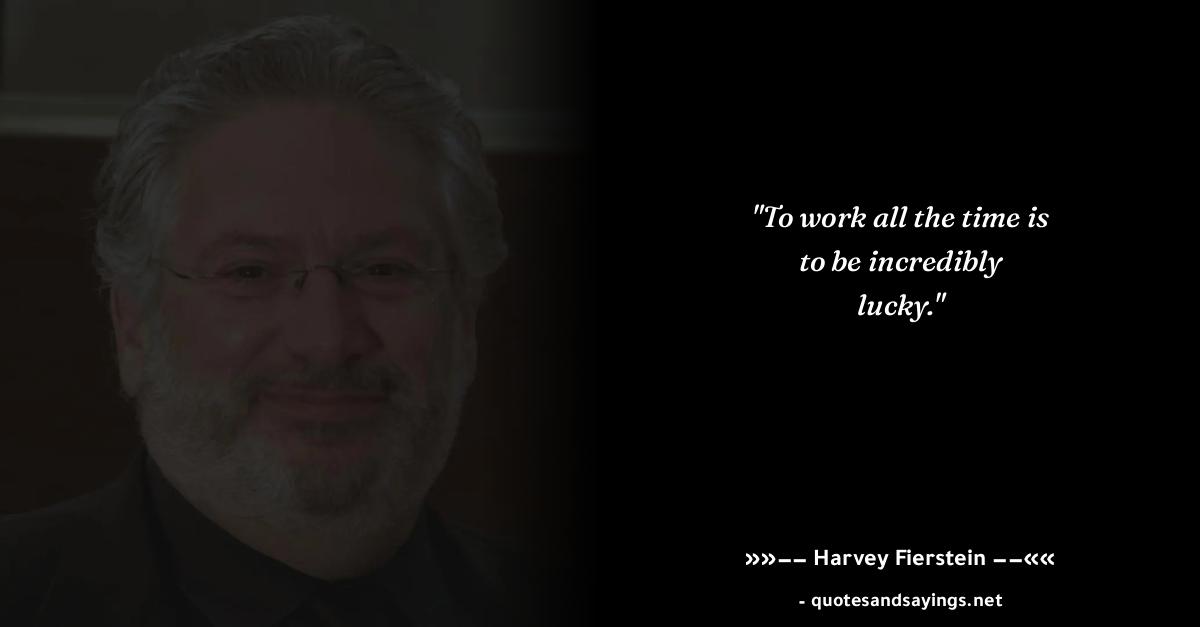 "To work all the time is
to be incredibly
lucky."
»»–– Harvey Fierstein ––««
- quotesandsayings.net